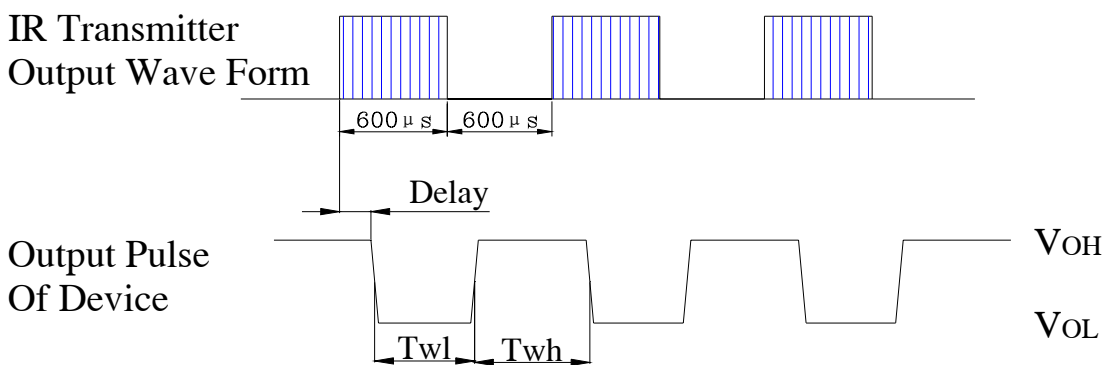 IR Transmitter
Output Wave Form
600μs 600μs
Delay
Output Pulse
Of Device
VOH
VOL
Twl Twh